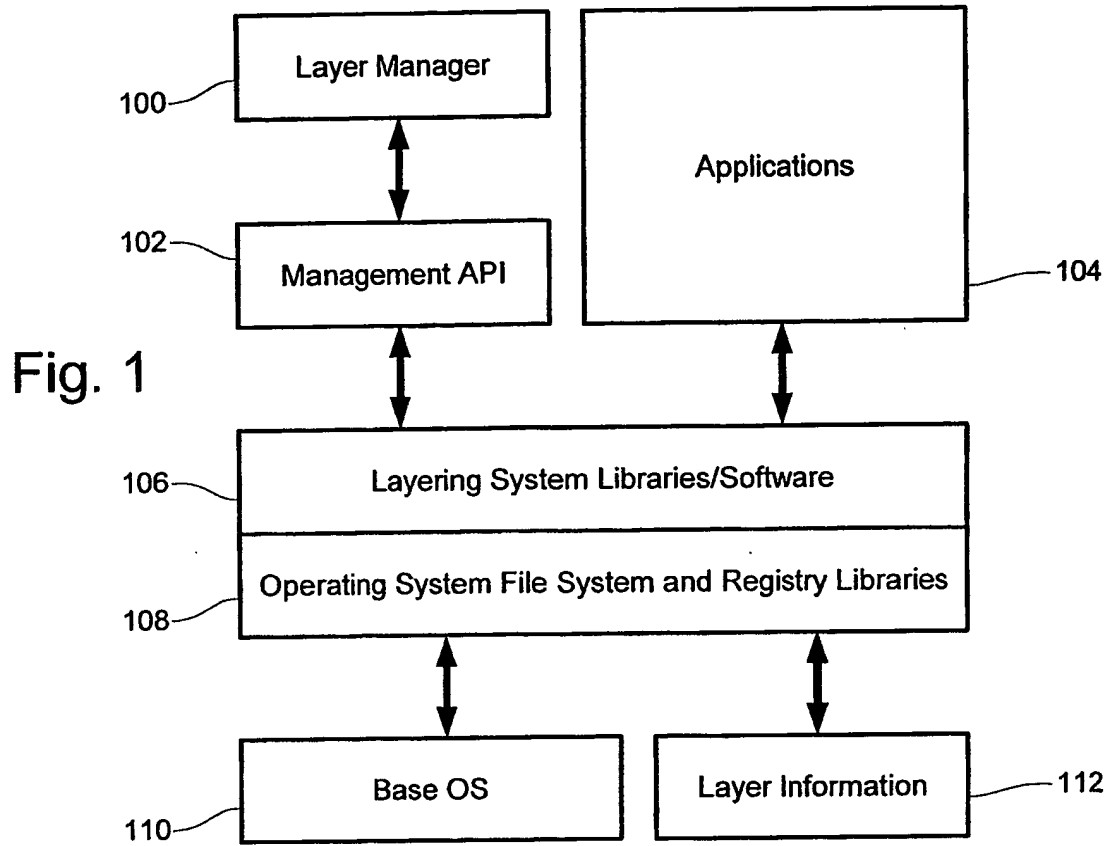 Layer Manager
100
Applications
102
Management API
104
Fig. 1
106
Layering System Libraries/Software
Operating System File System and Registry Libraries
108
Base OS
110
Layer Information
112